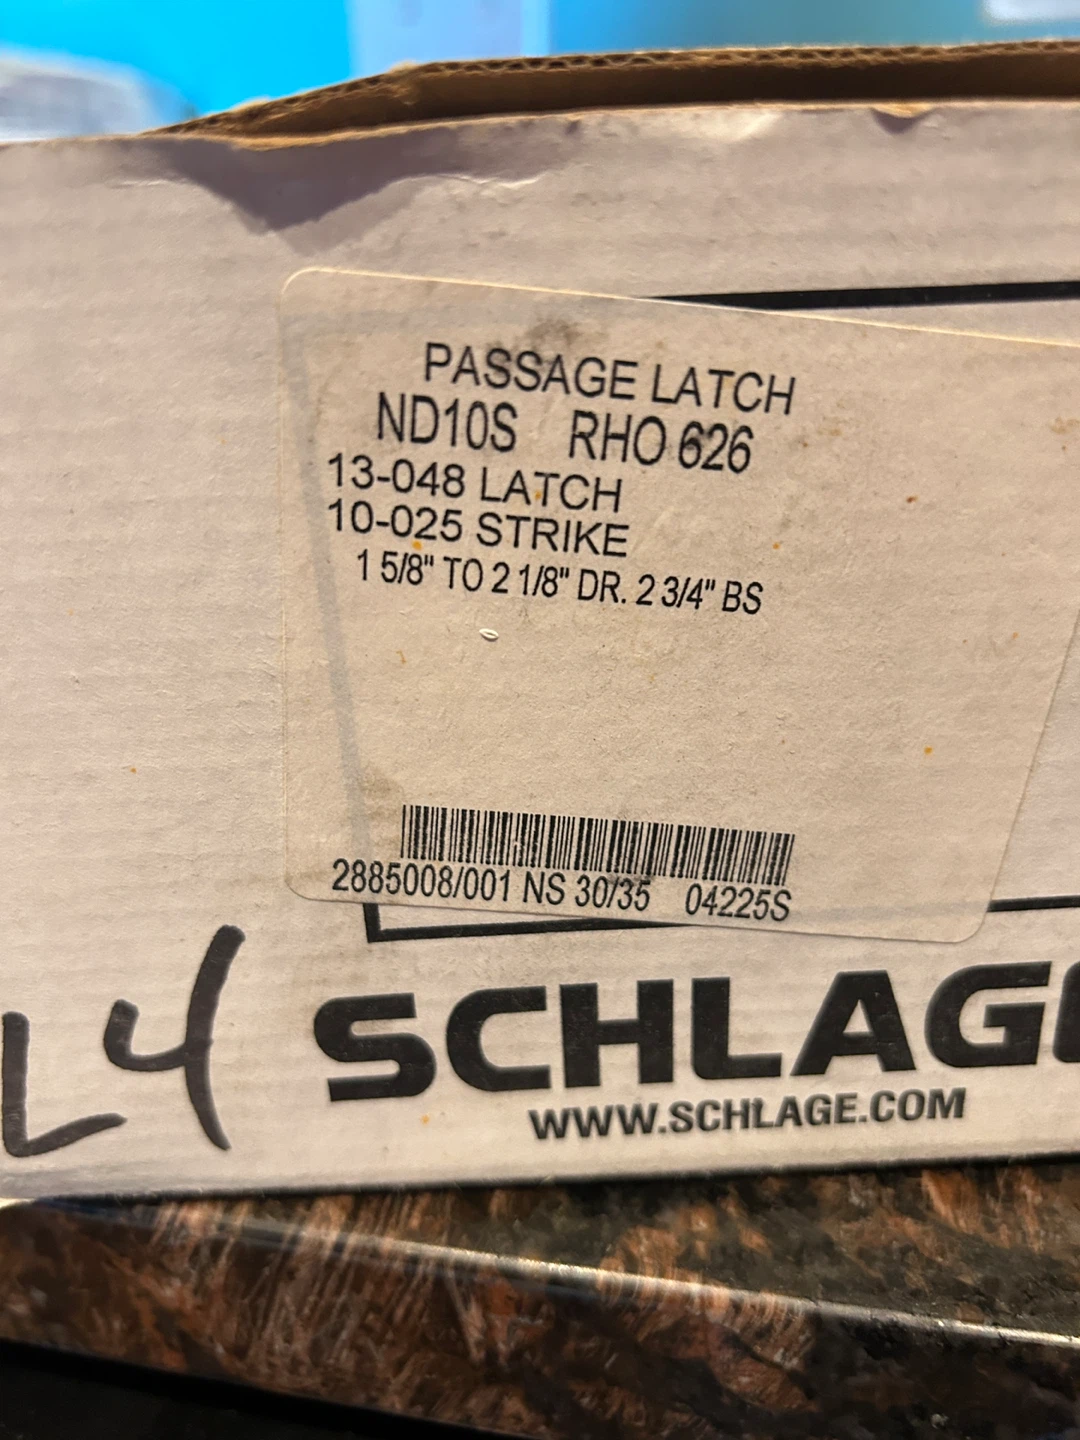 PASSAGE LATCH
ND10S RHO 626
13-048 LATCH
10-025 STRIKE
1 5/8" TO 2 1/8" DR. 2 3/4" BS
2885008/001 NS 30/35 04225S
L4
SCHLAGE
WWW.SCHLAGE.COM